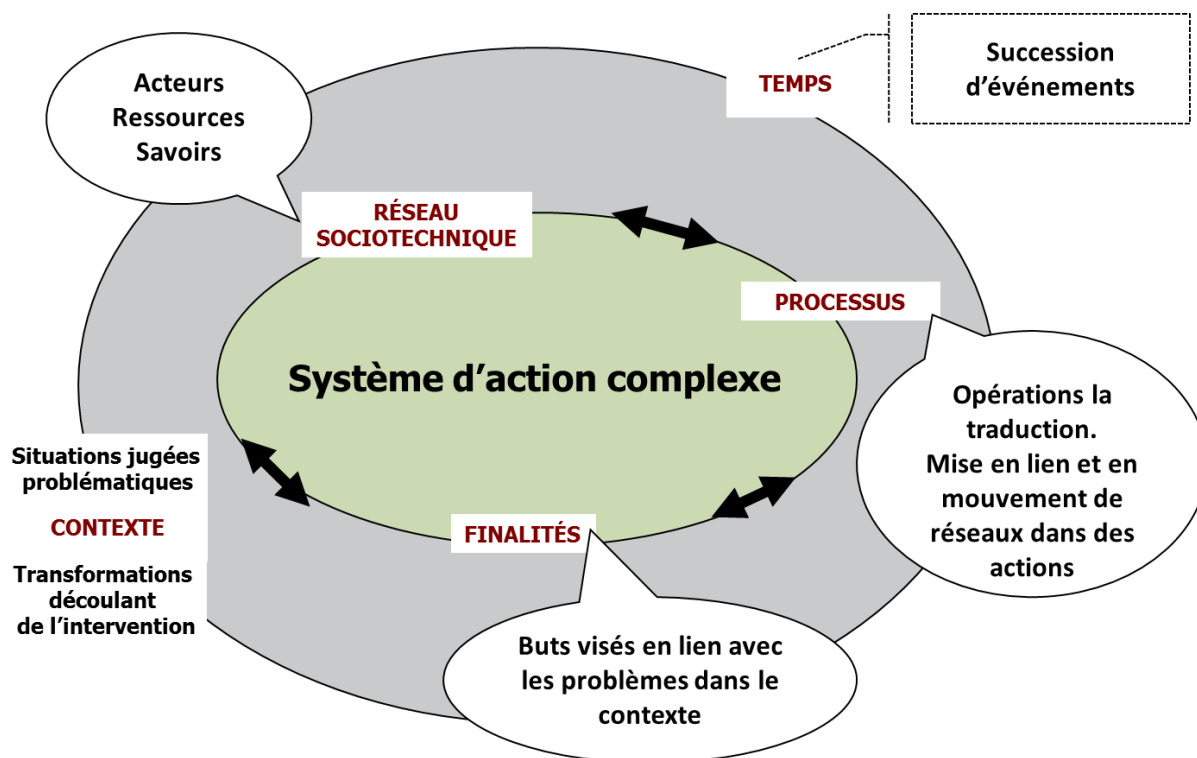 Acteurs
Ressources
Savoirs
TEMPS
Succession
d’événements
RÉSEAU
SOCIOTECHNIQUE
PROCESSUS
Système d’action complexe
Opérations la
traduction.
Mise en lien et en
mouvement de
réseaux dans des
actions
Situations jugées
problématiques
CONTEXTE
Transformations
découlant
de l’intervention
FINALITÉS
Buts visés en lien avec
les problèmes dans le
contexte